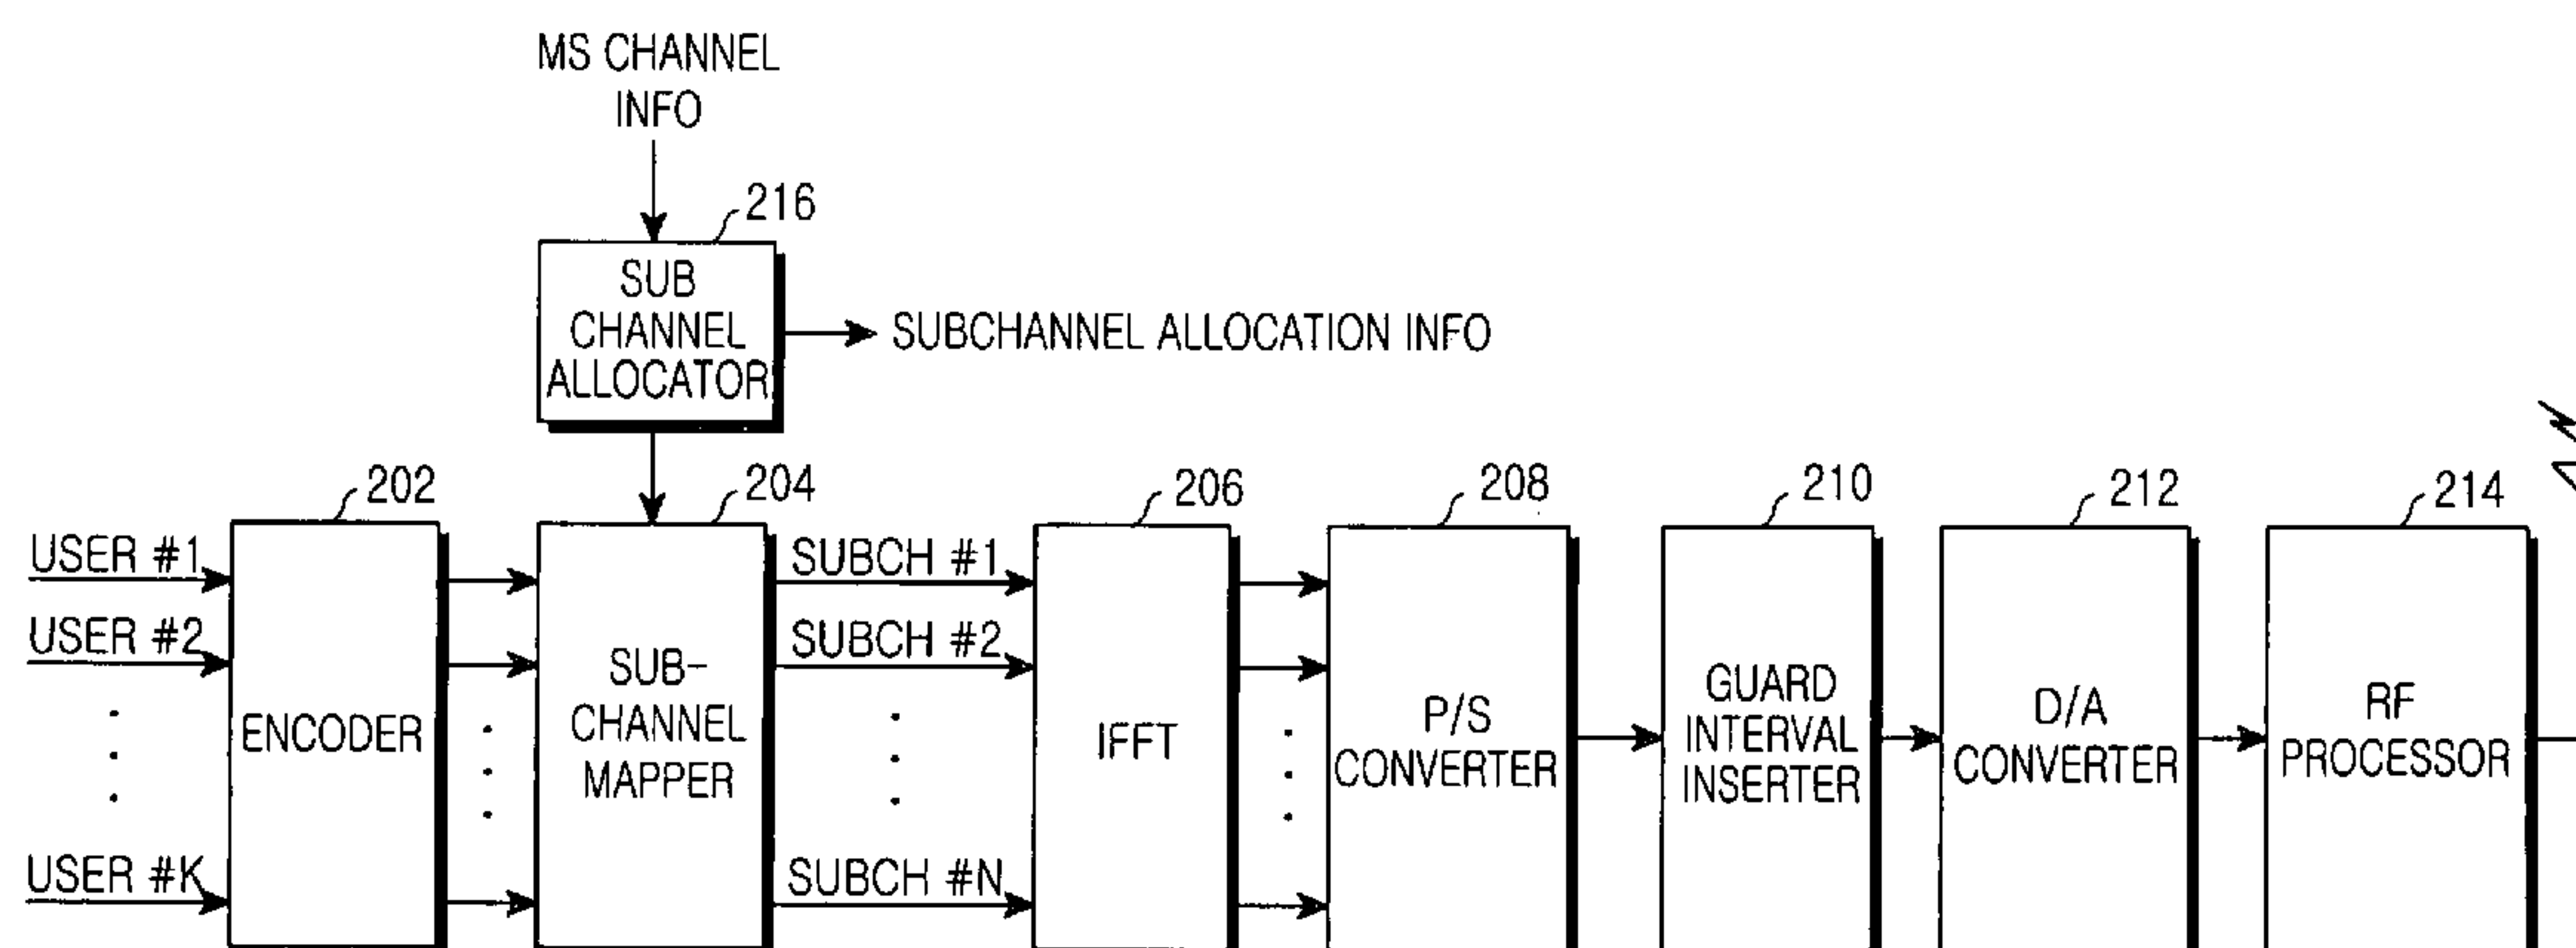 MS CHANNEL
INFO
216
SUB
CHANNEL
ALLOCATOR
SUBCHANNEL ALLOCATION INFO
202
204
206
208
210
212
214
USER #1
USER #2
USER #K
ENCODER
SUB-
CHANNEL
MAPPER
SUBCH #1
SUBCH #2
SUBCH #N
IFFT
P/S
CONVERTER
GUARD
INTERVAL
INSERTER
D/A
CONVERTER
RF
PROCESSOR